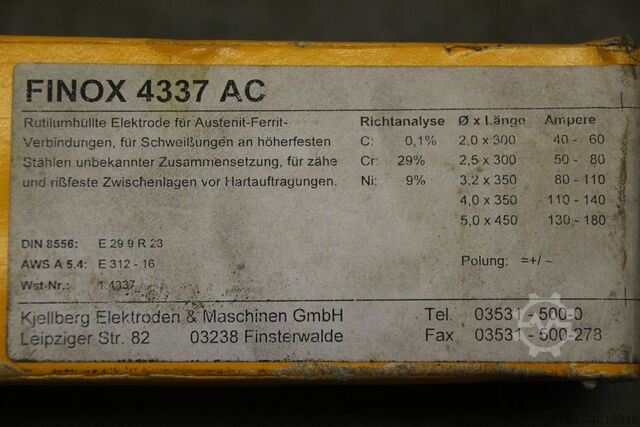 FINOX 4337 AC
Rutilumhüllte Elektrode für Austenit-Ferrit-
Verbindungen, für Schweißungen an höherfesten
Stählen unbekannter Zusammensetzung, für zähe
und rißfeste Zwischenlagen vor Hartauftragungen.
Richtanalyse
C: 0,1%
Cr: 29%
Ni: 9%
Ø x Länge Ampere
2,0 x 300 40 - 60
2,5 x 300 50 - 80
3,2 x 350 80 - 110
4,0 x 350 110 - 140
5,0 x 450 130 - 180
DIN 8556: E 29 9 R 23
AWS A 5.4: E 312 - 16
Wst-Nr.: 1.4337
Polung: =+/ ~
Kjellberg Elektroden & Maschinen GmbH
Leipziger Str. 82 03238 Finsterwalde
Tel. 03531 - 500-0
Fax 03531 - 500-278